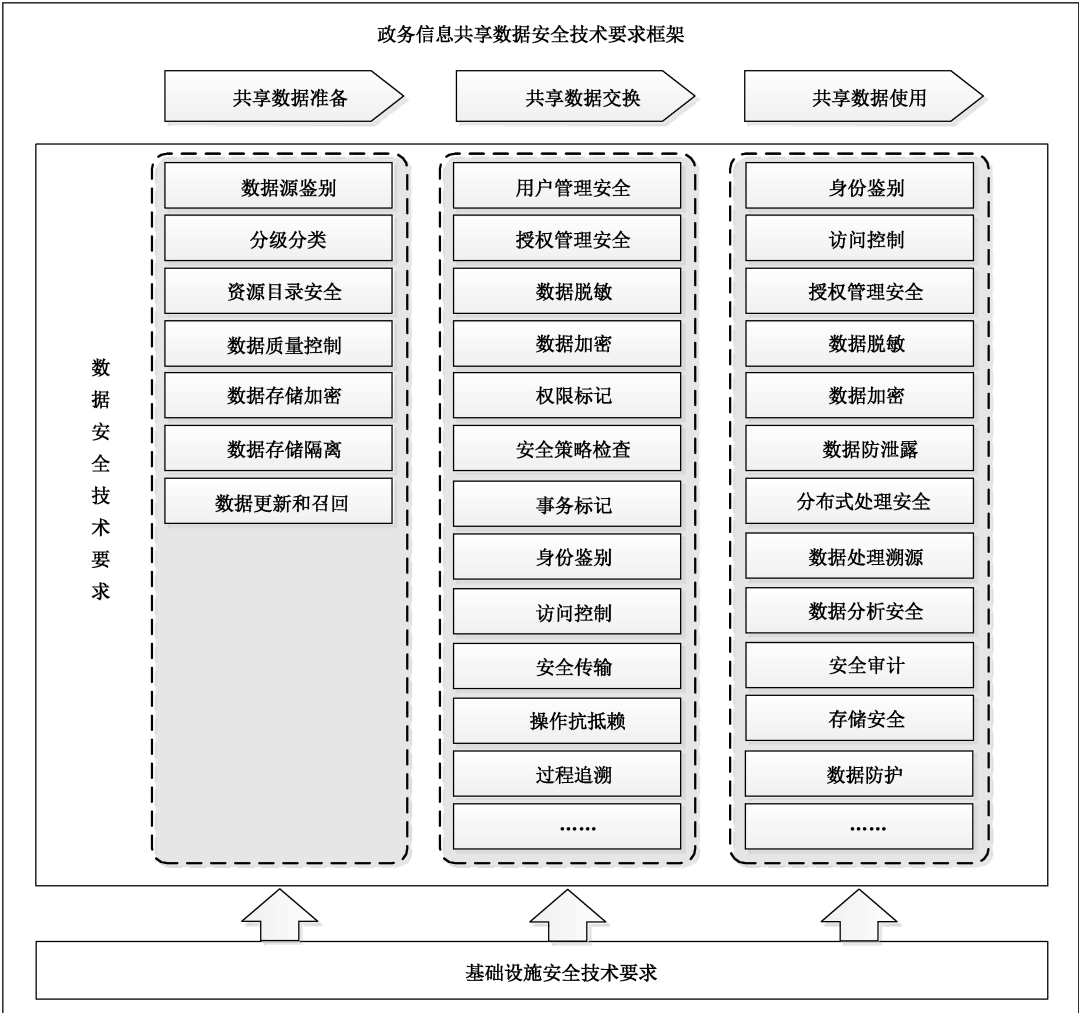 政务信息共享数据安全技术要求框架
共享数据准备
共享数据交换
共享数据使用
数据安全技术要求
数据源鉴别
分级分类
资源目录安全
数据质量控制
数据存储加密
数据存储隔离
数据更新和召回
用户管理安全
授权管理安全
数据脱敏
数据加密
权限标记
安全策略检查
事务标记
身份鉴别
访问控制
安全传输
操作抗抵赖
过程追溯
……
身份鉴别
访问控制
授权管理安全
数据脱敏
数据加密
数据防泄露
分布式处理安全
数据处理溯源
数据分析安全
安全审计
存储安全
数据防护
……
基础设施安全技术要求